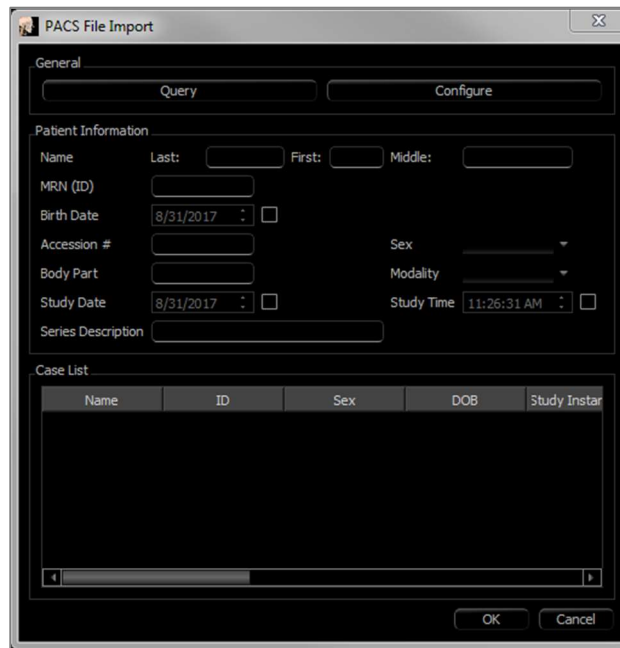 PACS File Import
General
Query Configure
Patient Information
Name Last: First: Middle:
MRN (ID)
Birth Date 8/31/2017
Accession # Sex
Body Part Modality
Study Date 8/31/2017 Study Time 11:26:31 AM
Series Description
Case List
Name ID Sex DOB Study Instar
OK Cancel